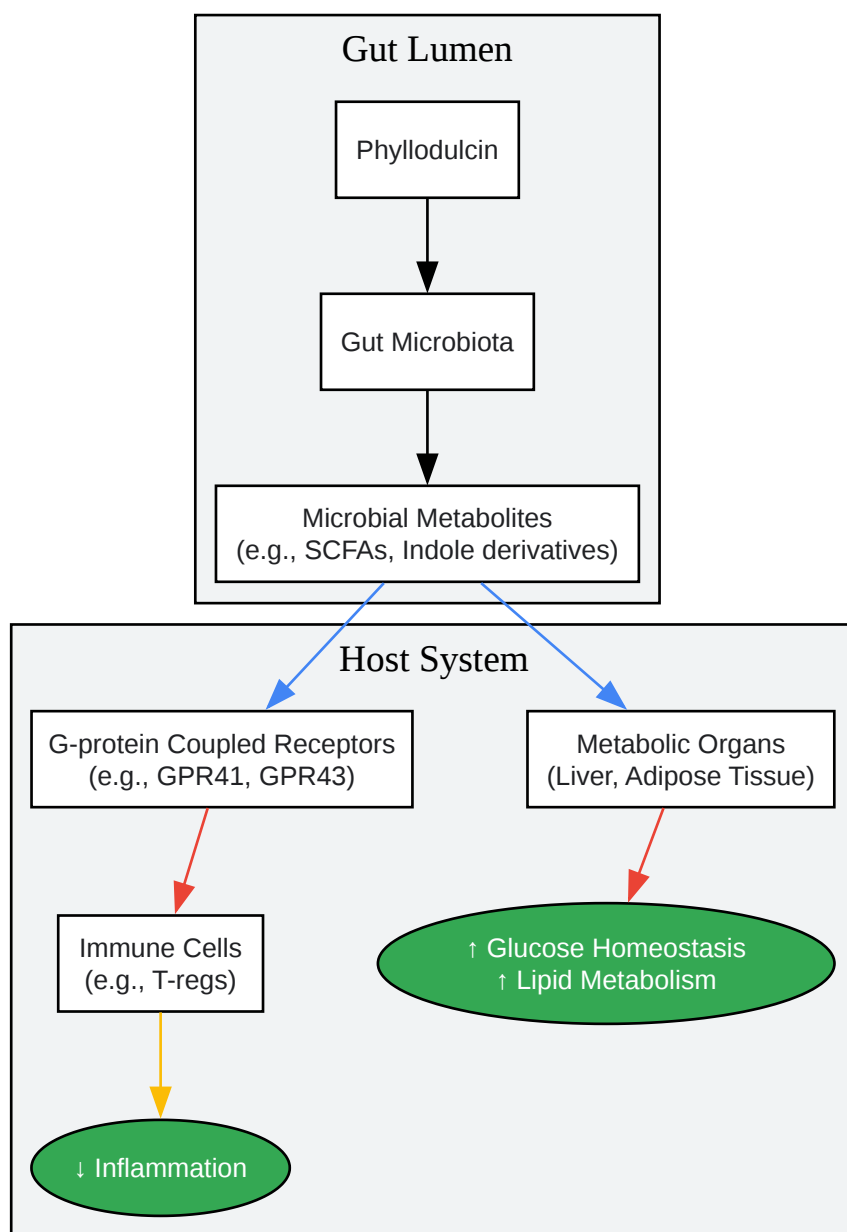 Gut Lumen
Phyllodulcin
Gut Microbiota
Microbial Metabolites
(e.g., SCFAs, Indole derivatives)
Host System
G-protein Coupled Receptors
(e.g., GPR41, GPR43)
Metabolic Organs
(Liver, Adipose Tissue)
Immune Cells
(e.g., T-regs)
↑ Glucose Homeostasis
↑ Lipid Metabolism
↓ Inflammation